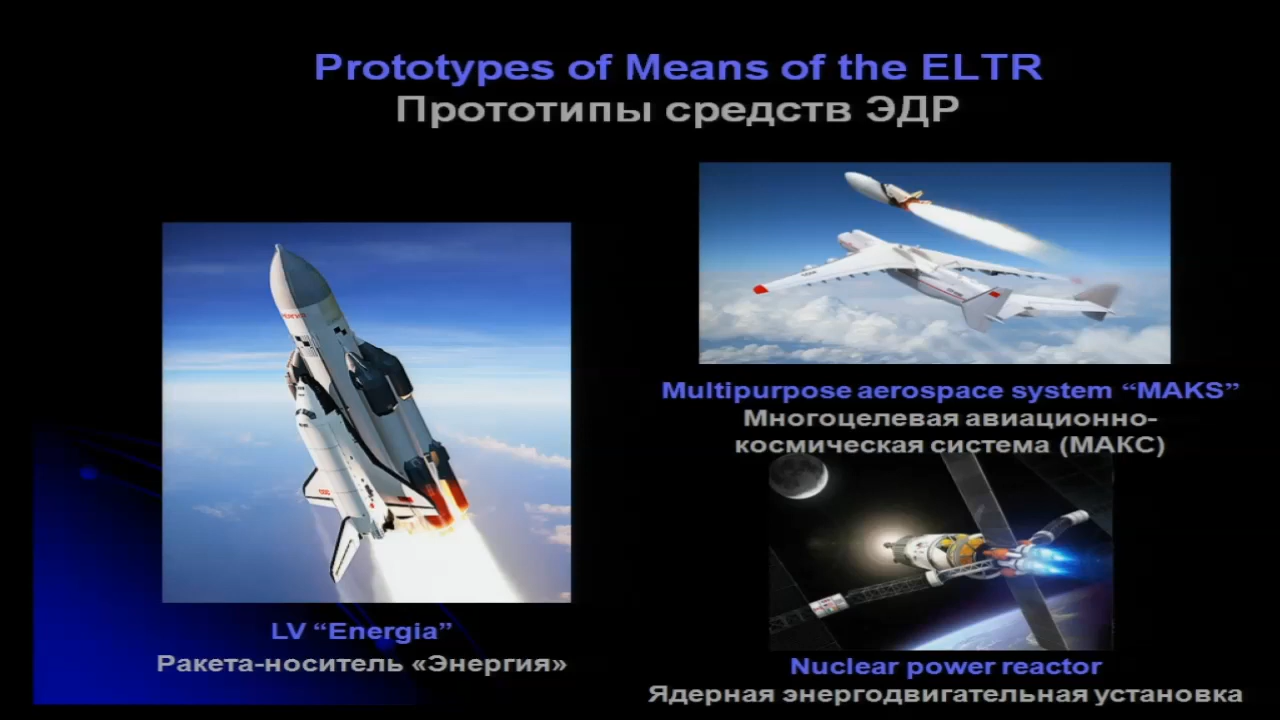 Prototypes of Means of the ELTR
Прототипы средств ЭДР
Multipurpose aerospace system “MAKS”
Многоцелевая авиационно-
космическая система (МАКС)
LV “Energia”
Ракета-носитель «Энергия»
Nuclear power reactor
Ядерная энергодвигательная установка